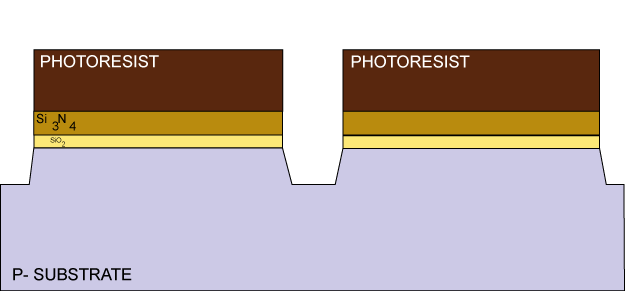 PHOTORESIST
PHOTORESIST
Si3N4
SiO2
P- SUBSTRATE